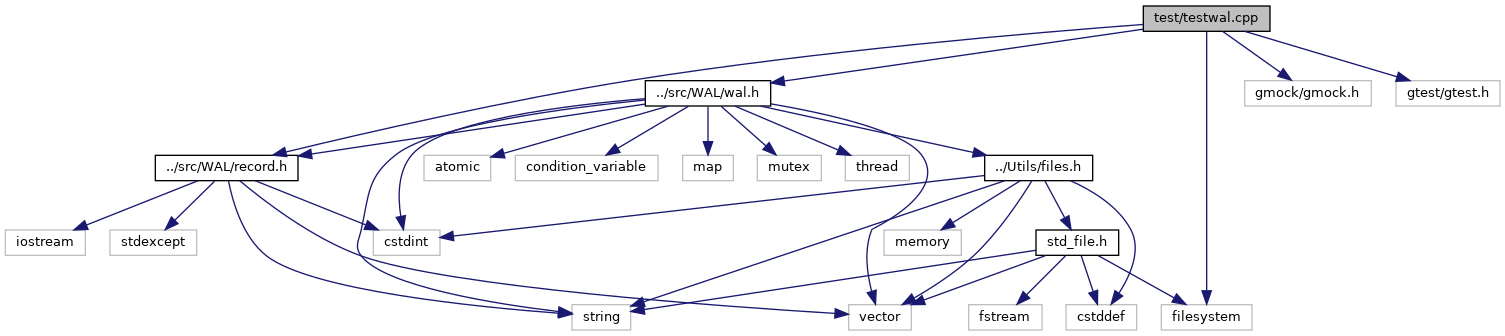 test/testwal.cpp
../src/WAL/wal.h
gmock/gmock.h
gtest/gtest.h
../src/WAL/record.h
atomic
condition_variable
map
mutex
thread
../Utils/files.h
iostream
stdexcept
cstdint
memory
std_file.h
string
vector
fstream
cstddef
filesystem